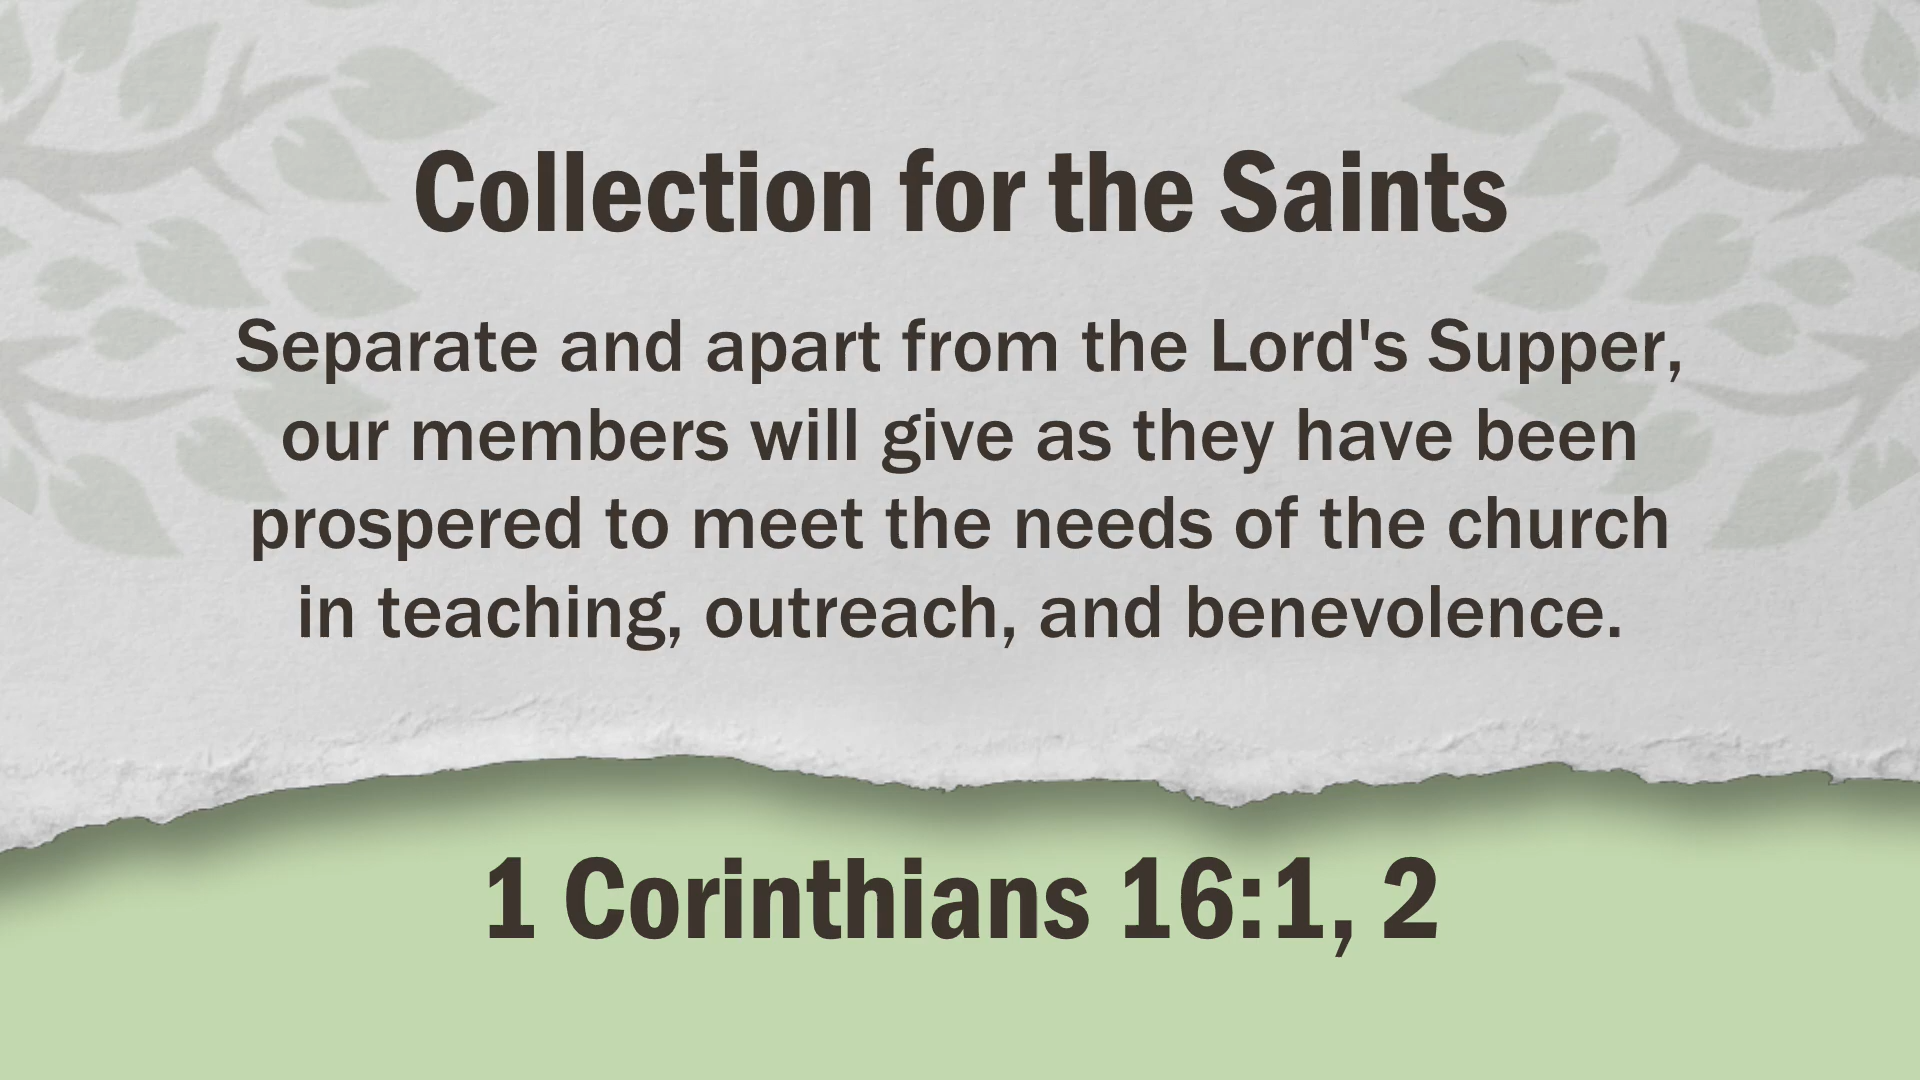 Collection for the Saints
Separate and apart from the Lord's Supper,
our members will give as they have been
prospered to meet the needs of the church
in teaching, outreach, and benevolence.
1 Corinthians 16:1, 2